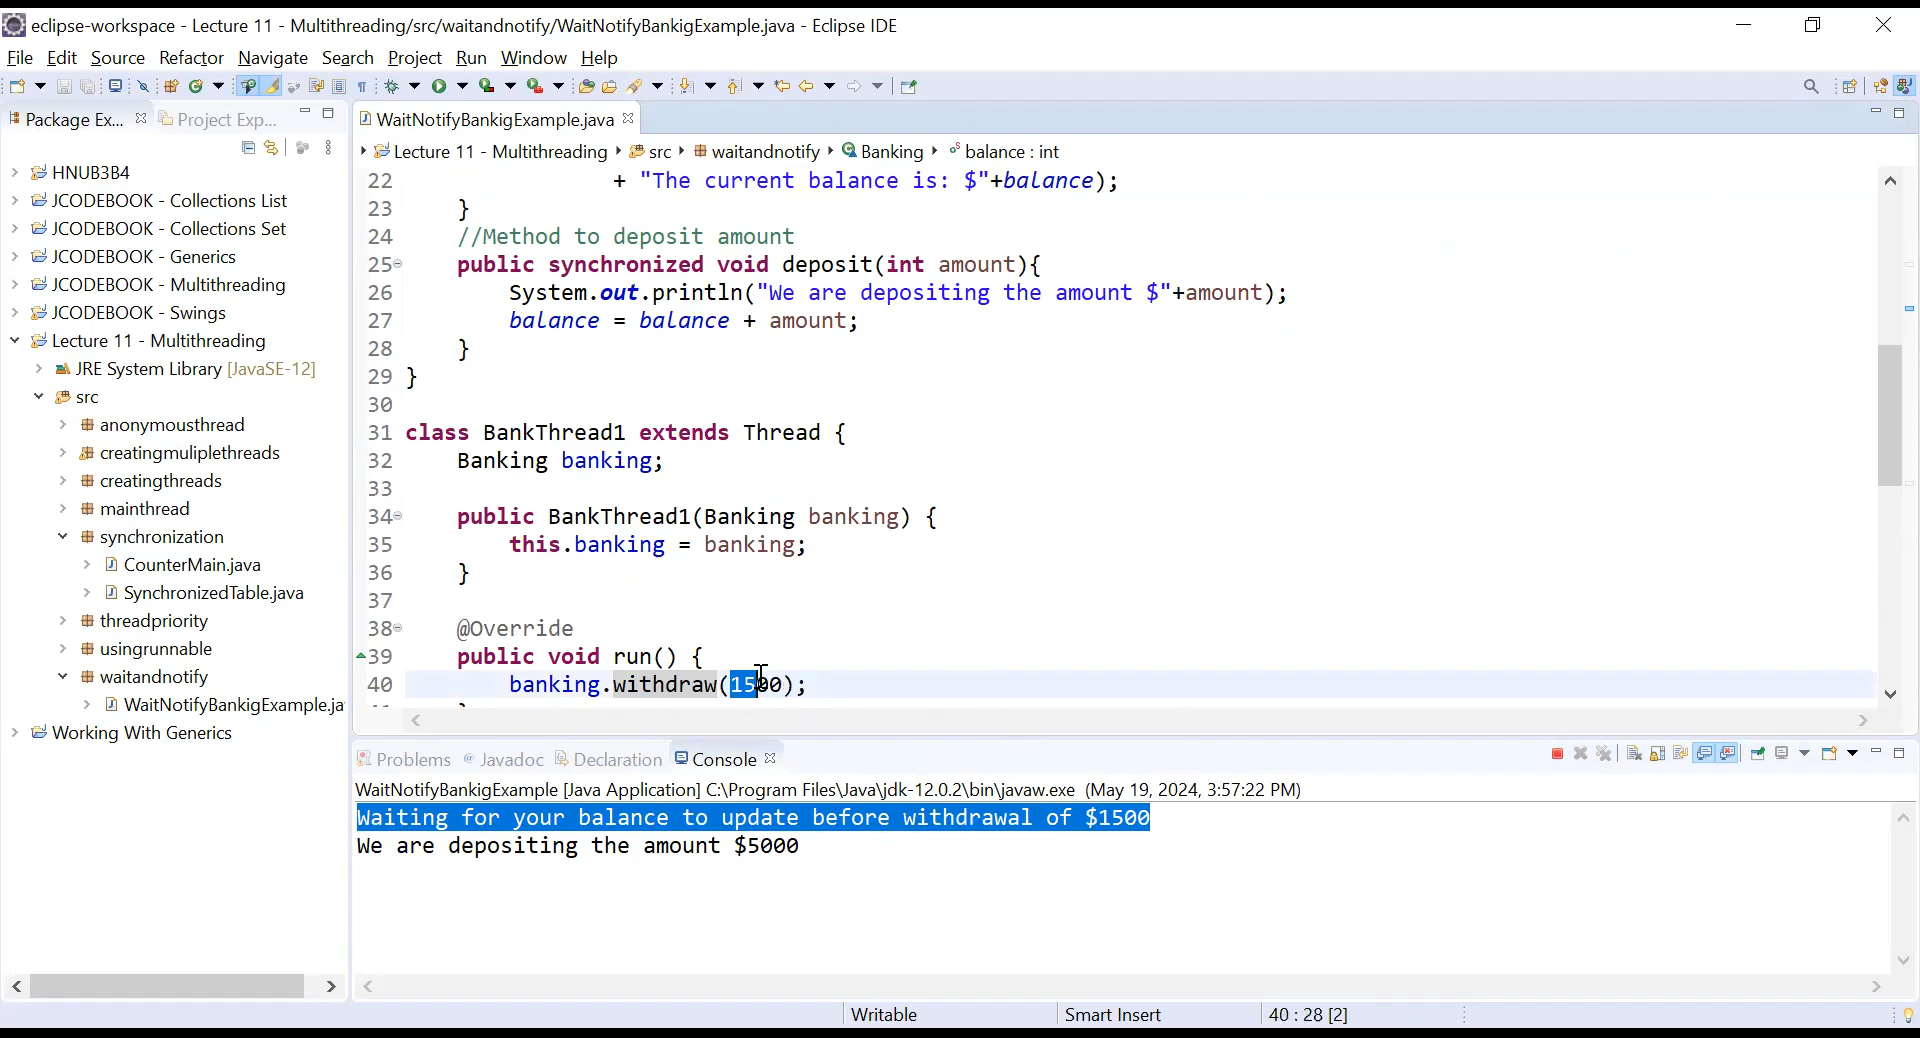 eclipse-workspace - Lecture 11 - Multithreading/src/waitandnotify/WaitNotifyBankigExample.java - Eclipse IDE
File Edit Source Refactor Navigate Search Project Run Window Help
Package Ex... Project Exp...
HNUB3B4
JCODEBOOK - Collections List
JCODEBOOK - Collections Set
JCODEBOOK - Generics
JCODEBOOK - Multithreading
JCODEBOOK - Swings
Lecture 11 - Multithreading
JRE System Library [JavaSE-12]
src
anonymousthread
creatingmuliplethreads
creatingthreads
mainthread
synchronization
CounterMain.java
SynchronizedTable.java
threadpriority
usingrunnable
waitandnotify
WaitNotifyBankigExample.ja
Working With Generics
WaitNotifyBankigExample.java
Lecture 11 - Multithreading src waitandnotify Banking balance : int
22 + "The current balance is: $"+balance);
23 }
24 //Method to deposit amount
25 public synchronized void deposit(int amount){
26 System.out.println("We are depositing the amount $"+amount);
27 balance = balance + amount;
28 }
29 }
30
31 class BankThread1 extends Thread {
32 Banking banking;
33
34 public BankThread1(Banking banking) {
35 this.banking = banking;
36 }
37
38 @Override
39 public void run() {
40 banking.withdraw(1500);
Problems Javadoc Declaration Console
WaitNotifyBankigExample [Java Application] C:\Program Files\Java\jdk-12.0.2\bin\javaw.exe (May 19, 2024, 3:57:22 PM)
Waiting for your balance to update before withdrawal of $1500
We are depositing the amount $5000
Writable Smart Insert 40 : 28 [2]